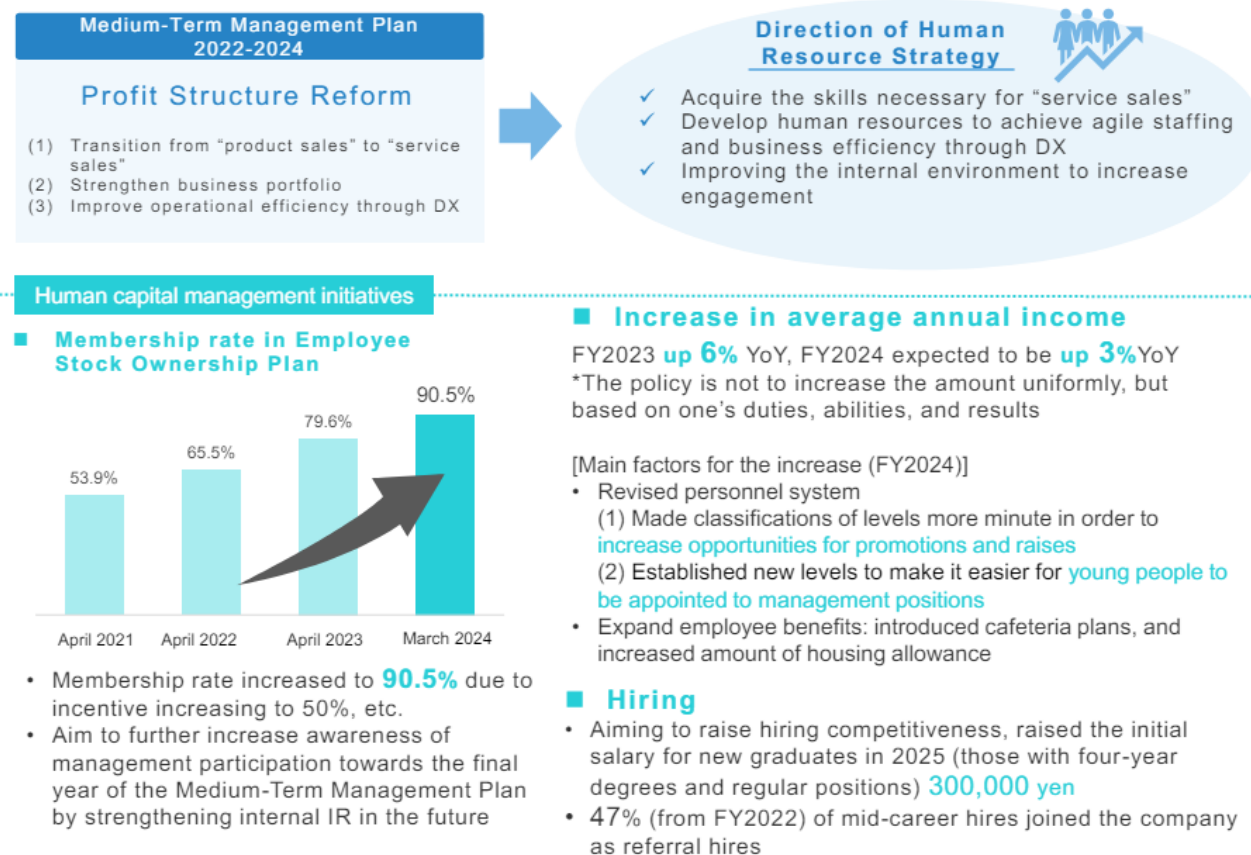 Medium-Term Management Plan
2022-2024
Profit Structure Reform
(1) Transition from “product sales” to “service
sales”
(2) Strengthen business portfolio
(3) Improve operational efficiency through DX
Direction of Human
Resource Strategy
✓ Acquire the skills necessary for “service sales”
✓ Develop human resources to achieve agile staffing
and business efficiency through DX
✓ Improving the internal environment to increase
engagement
Human capital management initiatives
■ Membership rate in Employee
Stock Ownership Plan
53.9%
65.5%
79.6%
90.5%
April 2021
April 2022
April 2023
March 2024
• Membership rate increased to 90.5% due to
incentive increasing to 50%, etc.
• Aim to further increase awareness of
management participation towards the final
year of the Medium-Term Management Plan
by strengthening internal IR in the future
■ Increase in average annual income
FY2023 up 6% YoY, FY2024 expected to be up 3%YoY
*The policy is not to increase the amount uniformly, but
based on one’s duties, abilities, and results
[Main factors for the increase (FY2024)]
• Revised personnel system
(1) Made classifications of levels more minute in order to
increase opportunities for promotions and raises
(2) Established new levels to make it easier for young people to
be appointed to management positions
• Expand employee benefits: introduced cafeteria plans, and
increased amount of housing allowance
■ Hiring
• Aiming to raise hiring competitiveness, raised the initial
salary for new graduates in 2025 (those with four-year
degrees and regular positions) 300,000 yen
• 47% (from FY2022) of mid-career hires joined the company
as referral hires